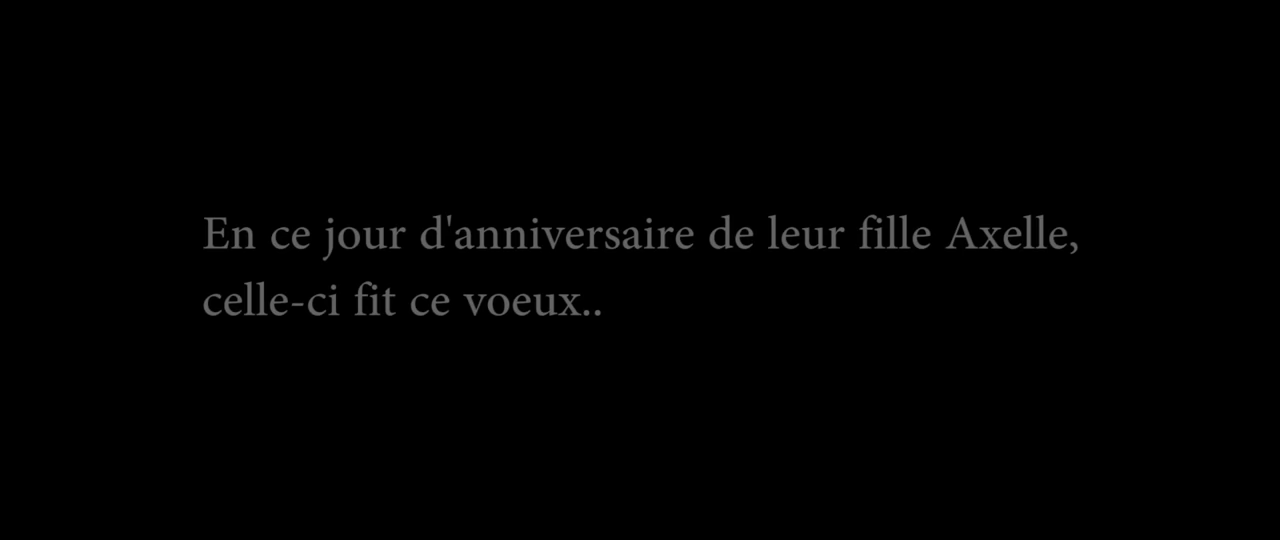 En ce jour d'anniversaire de leur fille Axelle,
celle-ci fit ce voeux..